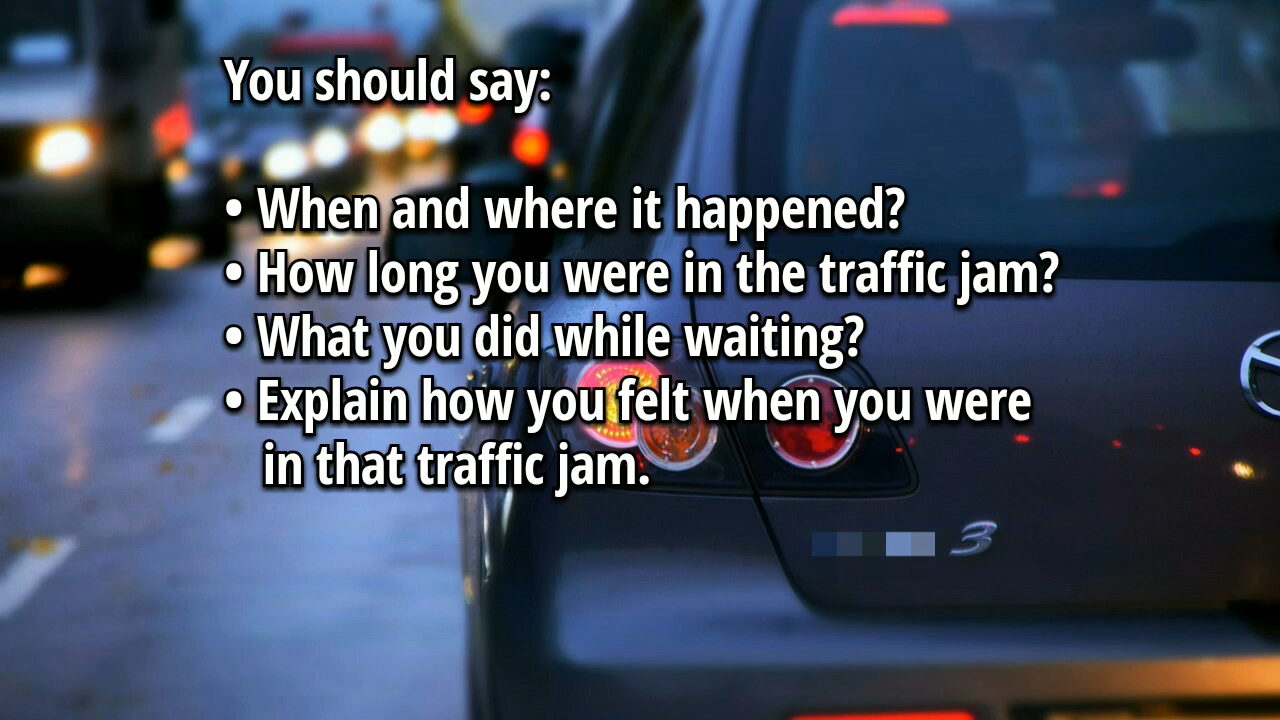 You should say:
• When and where it happened?
• How long you were in the traffic jam?
• What you did while waiting?
• Explain how you felt when you were
in that traffic jam.
3